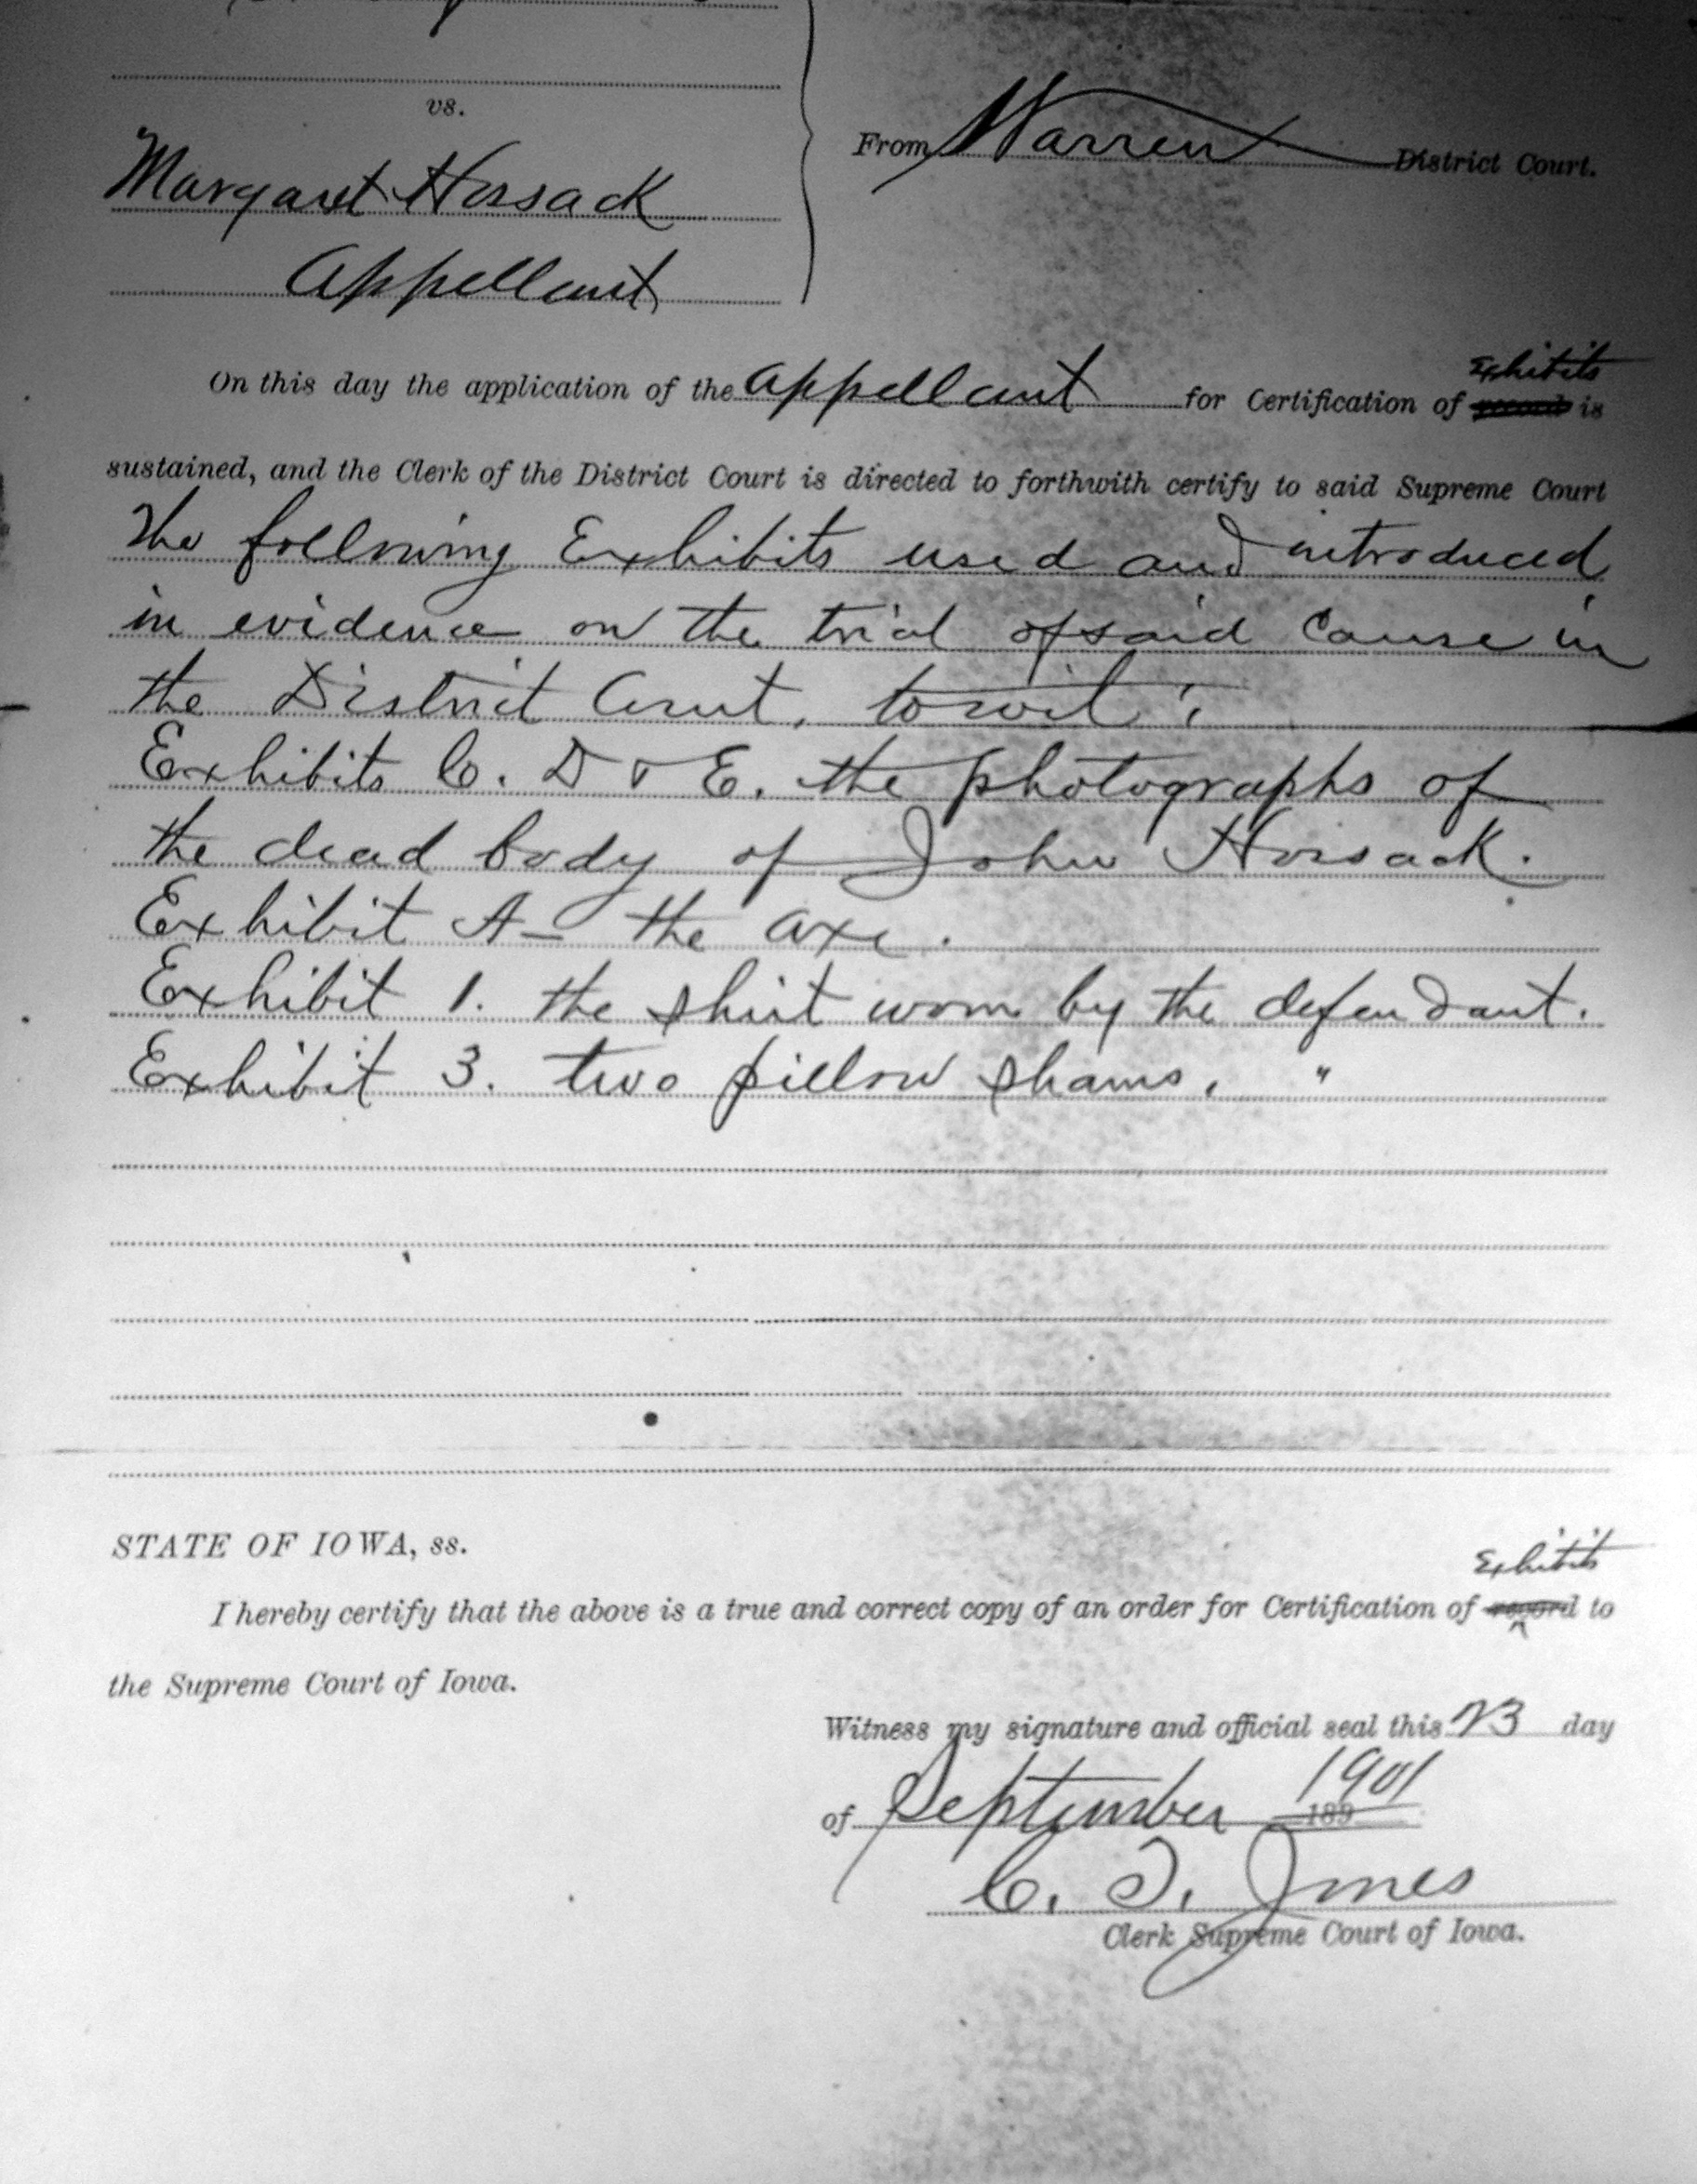 vs.
Margaret Hossack
Appellant
From Warren District Court.
Exhibits
On this day the application of the appellant for Certification of record is
sustained, and the Clerk of the District Court is directed to forthwith certify to said Supreme Court
the following Exhibits used and introduced
in evidence on the trial of said cause in
the District Court, to wit:
Exhibits C. D & E. the photographs of
the dead body of John Hossack.
Exhibit A - the axe.
Exhibit 1. the shirt worn by the defendant.
Exhibit 3. two pillow shams. "
STATE OF IOWA, ss.
Exhibits
I hereby certify that the above is a true and correct copy of an order for Certification of record to
the Supreme Court of Iowa.
Witness my signature and official seal this 23 day
of September 189 1901
C. T. Jones
Clerk Supreme Court of Iowa.